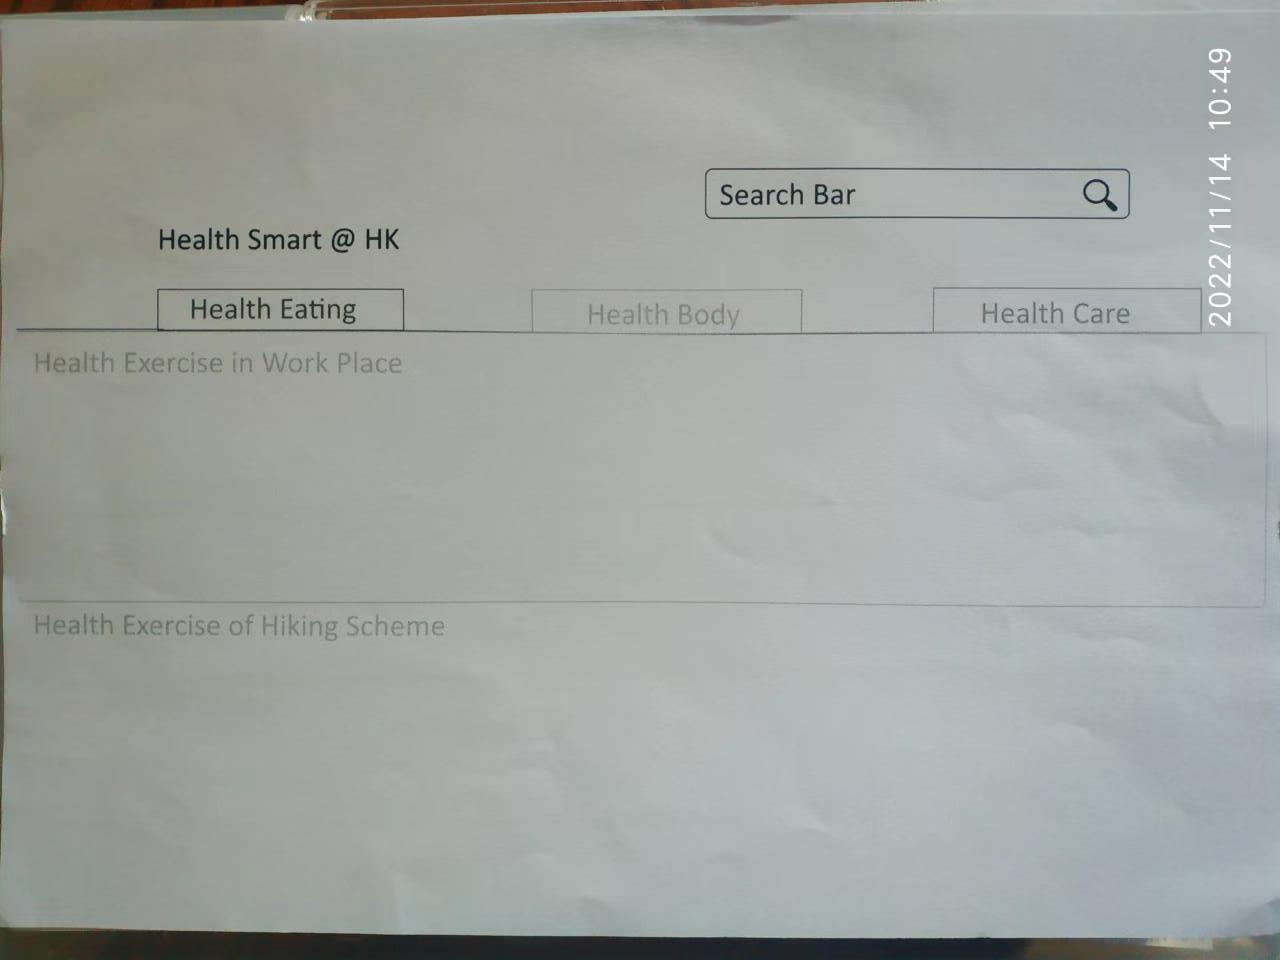 Search Bar
Health Smart @ HK
Health Eating
Health Body
Health Care
Health Exercise in Work Place
Health Exercise of Hiking Scheme
2022/11/14 10:49